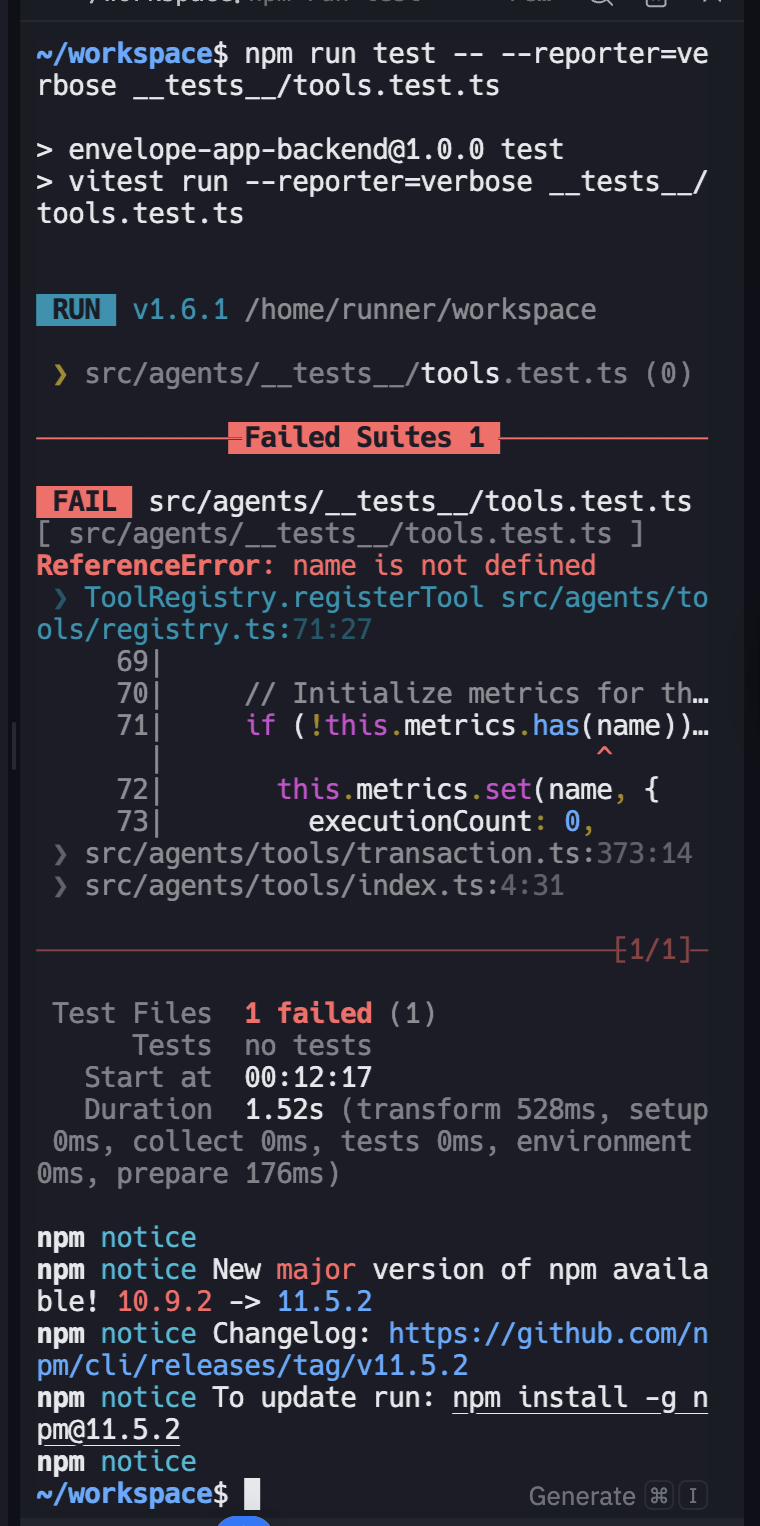 ~/workspace$ npm run test -- --reporter=ve
rbose __tests__/tools.test.ts
> envelope-app-backend@1.0.0 test
> vitest run --reporter=verbose __tests__/
tools.test.ts
RUN v1.6.1 /home/runner/workspace
❯ src/agents/__tests__/tools.test.ts (0)
Failed Suites 1
FAIL src/agents/__tests__/tools.test.ts
[ src/agents/__tests__/tools.test.ts ]
ReferenceError: name is not defined
❯ ToolRegistry.registerTool src/agents/to
ols/registry.ts:71:27
69|
70| // Initialize metrics for th…
71| if (!this.metrics.has(name))…
| ^
72| this.metrics.set(name, {
73| executionCount: 0,
❯ src/agents/tools/transaction.ts:373:14
❯ src/agents/tools/index.ts:4:31
[1/1]
Test Files 1 failed (1)
Tests no tests
Start at 00:12:17
Duration 1.52s (transform 528ms, setup
0ms, collect 0ms, tests 0ms, environment
0ms, prepare 176ms)
npm notice
npm notice New major version of npm availa
ble! 10.9.2 -> 11.5.2
npm notice Changelog: https://github.com/n
pm/cli/releases/tag/v11.5.2
npm notice To update run: npm install -g n
pm@11.5.2
npm notice
~/workspace$
Generate ⌘ I